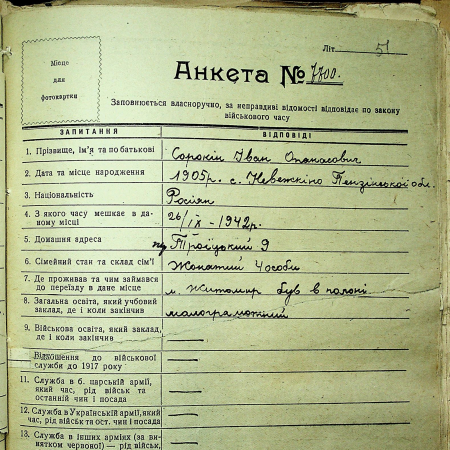 Місце
для
фотокартки
Літ. 51
Анкета № 7700.
Заповнюється власноручно, за неправдиві відомості відповідає по закону
військового часу
ЗАПИТАННЯ ВІДПОВІДІ
1. Прізвище, ім'я та по батькові Сорокін Іван Опанасович
2. Дата та місце народження 1905р. с. Невежкіно Пензінської обл.
3. Національність Росіян
4. З якого часу мешкає в даному місці 26/IX - 1942р.
5. Домашня адреса Троїцький 9
6. Сімейний стан та склад сім'ї Жонатий 4 особи
7. Де проживав та чим займався
до переїзду в дане місце м. Житомир був в полоні
8. Загальна освіта, який учбовий
заклад, де і коли закінчив малограмотний
9. Військова освіта, який заклад,
де і коли закінчив —
Відношення до військової
служби до 1917 року —
11. Служба в б. царській армії,
який час, рід військ та
останній чин і посада —
12. Служба в Українській армії, який
час, рід військ та ост. чин і посада —
13. Служба в інших арміях (за ви-
нятком червоної) — рід військ,